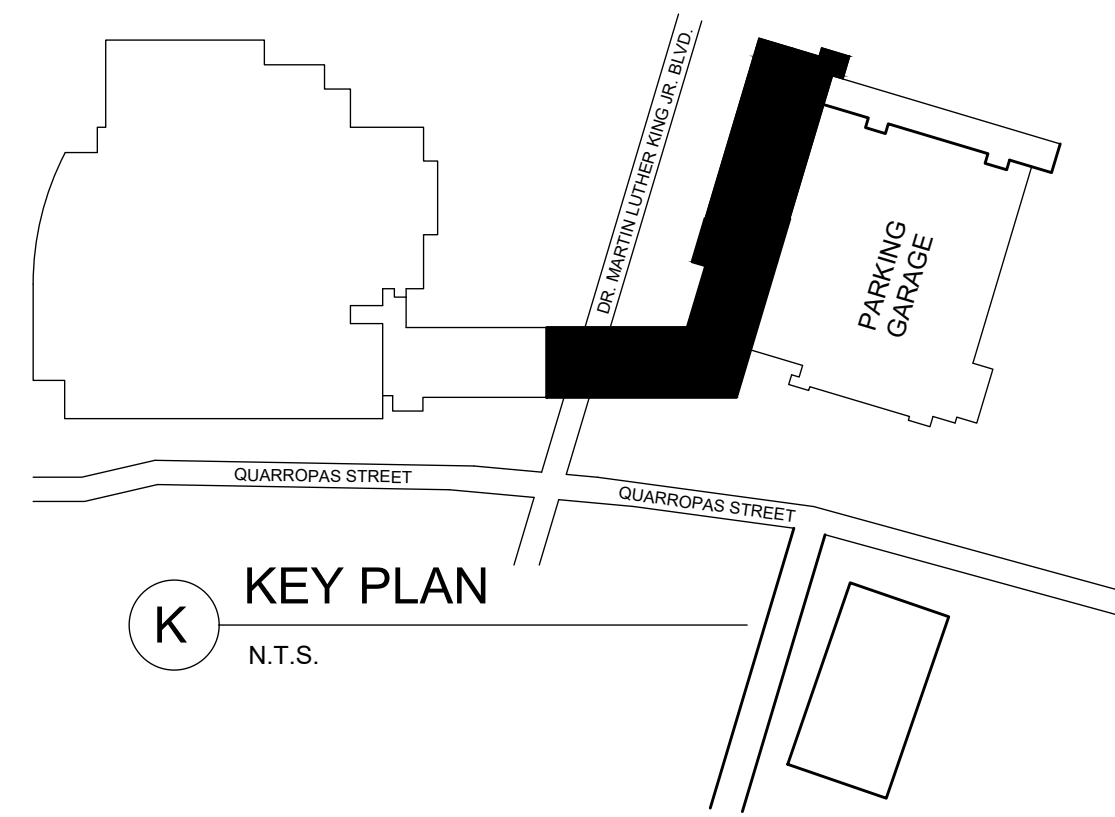 DR. MARTIN LUTHER KING JR. BLVD.
PARKING
GARAGE
QUARROPAS STREET
QUARROPAS STREET
K
KEY PLAN
N.T.S.